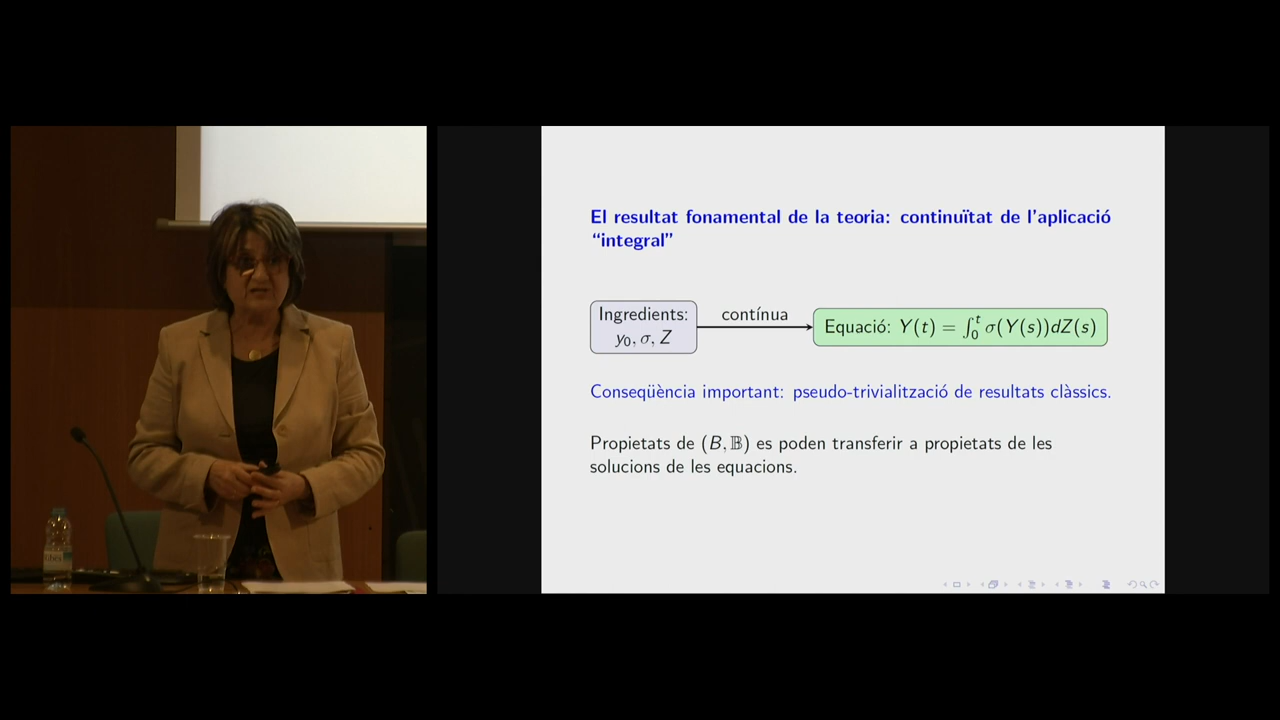 El resultat fonamental de la teoria: continuïtat de l'aplicació
“integral”
Ingredients:
y₀, σ, Z
contínua
Equació: Y(t) = ∫₀ᵗ σ(Y(s))dZ(s)
Conseqüència important: pseudo-trivialització de resultats clàssics.
Propietats de (B, 𝔹) es poden transferir a propietats de les
solucions de les equacions.